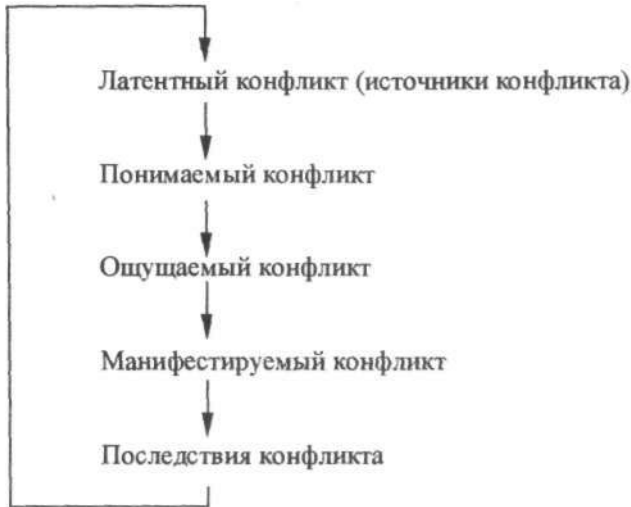 Латентный конфликт (источники конфликта)
Понимаемый конфликт
Ощущаемый конфликт
Манифестируемый конфликт
Последствия конфликта